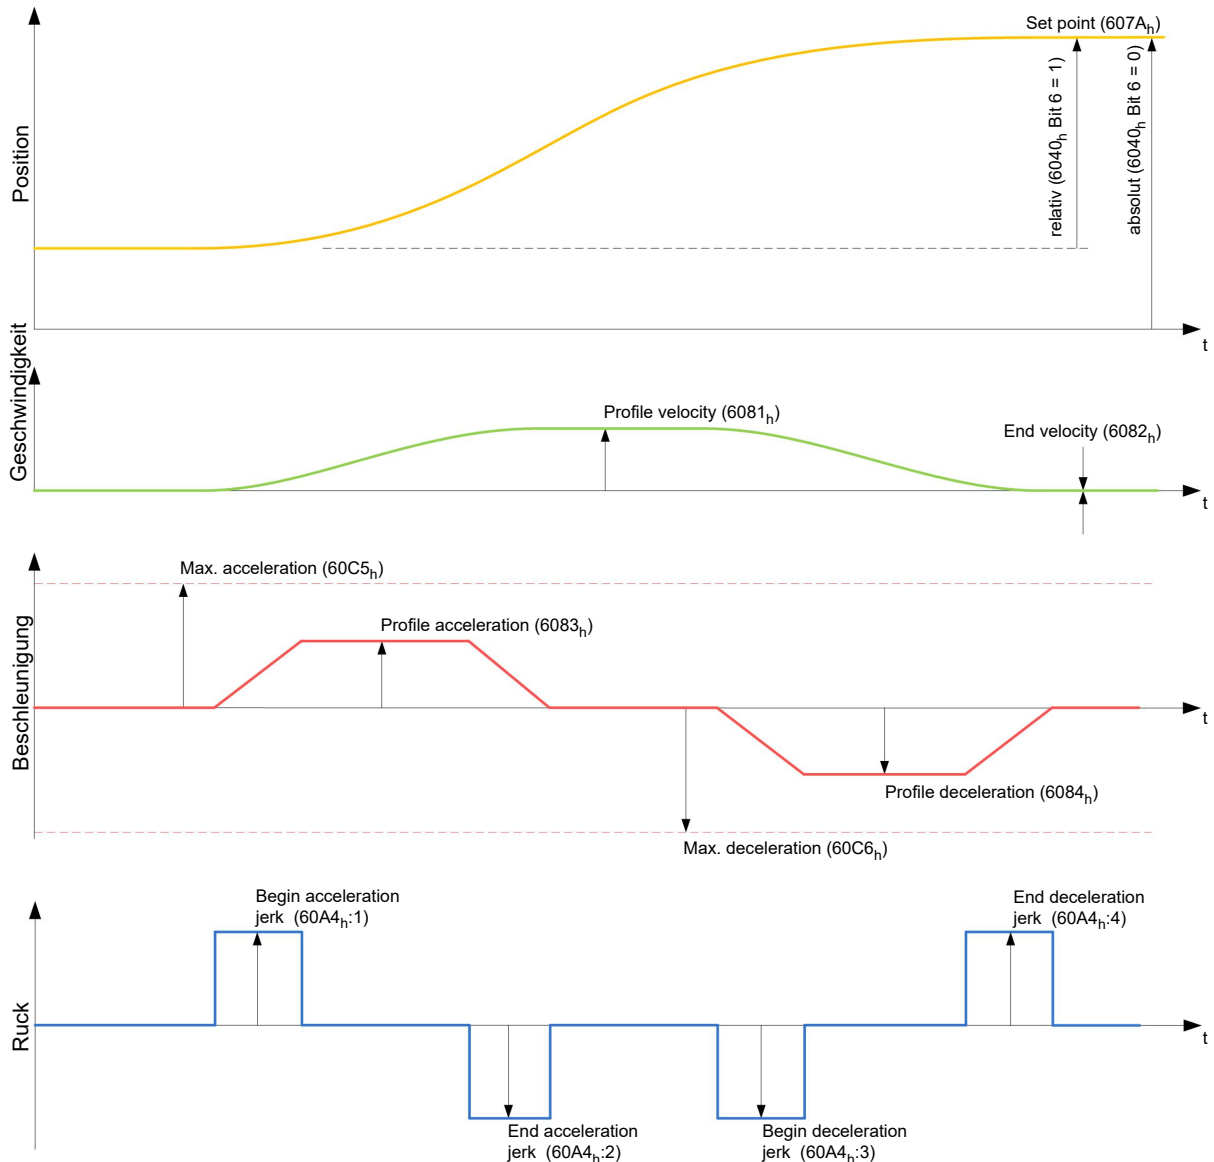 Set point (607Ah)
Position
relativ (6040h Bit 6 = 1)
absolut (6040h Bit 6 = 0)
t
Geschwindigkeit
Profile velocity (6081h)
End velocity (6082h)
t
Beschleunigung
Max. acceleration (60C5h)
Profile acceleration (6083h)
t
Profile deceleration (6084h)
Max. deceleration (60C6h)
Ruck
Begin acceleration
jerk (60A4h:1)
End deceleration
jerk (60A4h:4)
t
End acceleration
jerk (60A4h:2)
Begin deceleration
jerk (60A4h:3)